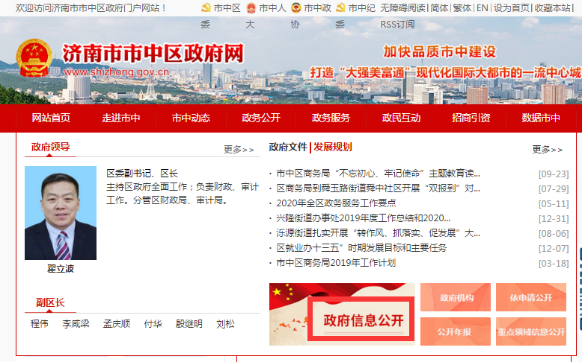 欢迎访问济南市市中区政府门户网站! 市中区委 市中人大 市中政协 市中纪委 无障碍阅读|简体|繁体|EN|设为首页|收藏本站| RSS订阅
济南市市中区政府网
www.shizhong.gov.cn
加快品质市中建设
打造“大强美富通”现代化国际大都市的一流中心城
网站首页 走进市中 市中动态 政务公开 政务服务 政民互动 招商引资 数据市中
政府领导 更多>>
区委副书记、区长
主持区政府全面工作；负责财政、审计
工作。分管区财政局、审计局。
翟立波
副区长
程伟 李威梁 孟庆顺 付华 殷继明 刘松
政府文件 发展规划 更多>>
· 市中区商务局“不忘初心、牢记使命”主题教育读... [09-23]
· 区商务局到舜玉路街道舜中社区开展“双报到”对... [07-29]
· 2020年全区政务服务工作要点 [05-11]
· 兴隆街道办事处2019年度工作总结和2020... [12-31]
· 泺源街道扎实开展“转作风、抓落实、促发展”大... [08-06]
· 区就业办十三五”时期发展目标和主要任务 [12-07]
· 市中区商务局2019年工作计划 [03-18]
政府信息公开
政府机构 依申请公开
公开年报 重点领域信息公开